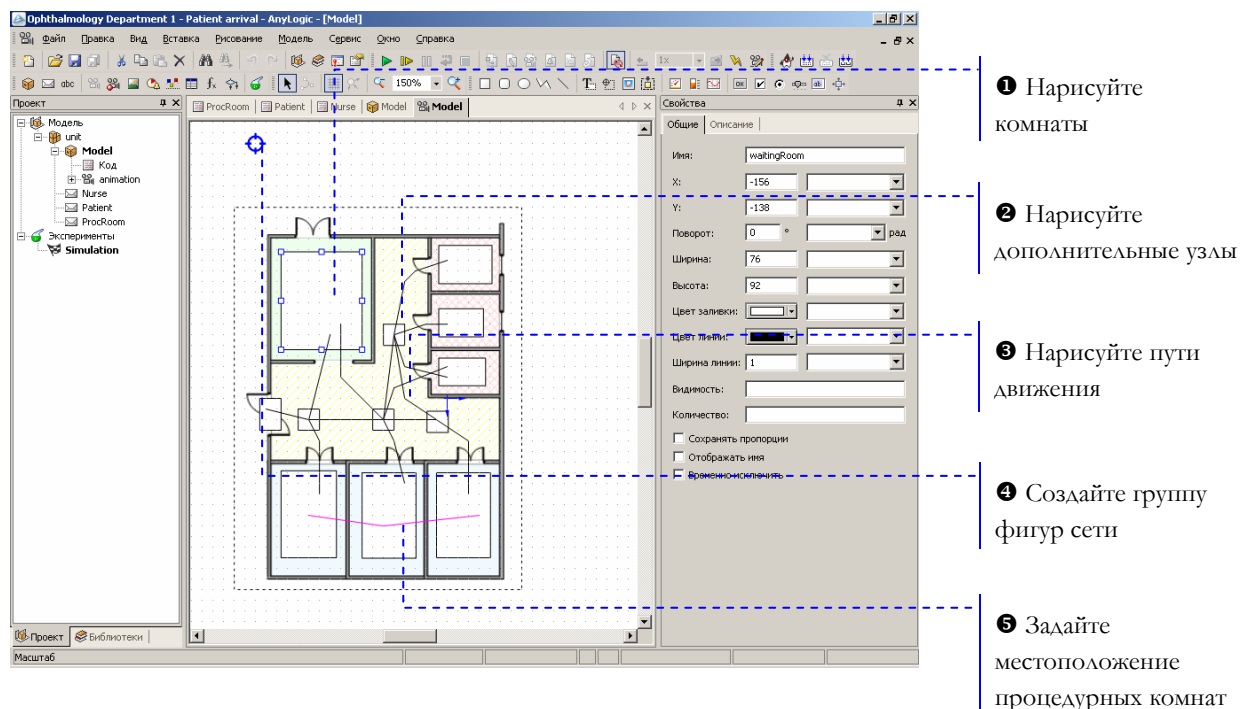 Ophthalmology Department 1 - Patient arrival - AnyLogic - [Model]
Файл Правка Вид Вставка Рисование Модель Сервис Окно Справка
1x
abc 150%
Проект
ProcRoom Patient Nurse Model Model
Свойства
Модель
unit
Model
Код
animation
Nurse
Patient
ProcRoom
Эксперименты
Simulation
Проект Библиотеки
Масштаб
Общие Описание
Имя: waitingRoom
X: -156
Y: -138
Поворот: 0 ° рад
Ширина: 76
Высота: 92
Цвет заливки:
Цвет линии:
Ширина линии: 1
Видимость:
Количество:
Сохранять пропорции
Отображать имя
Временно исключить
❶ Нарисуйте
комнаты
❷ Нарисуйте
дополнительные узлы
❸ Нарисуйте пути
движения
❹ Создайте группу
фигур сети
❺ Задайте
местоположение
процедурных комнат